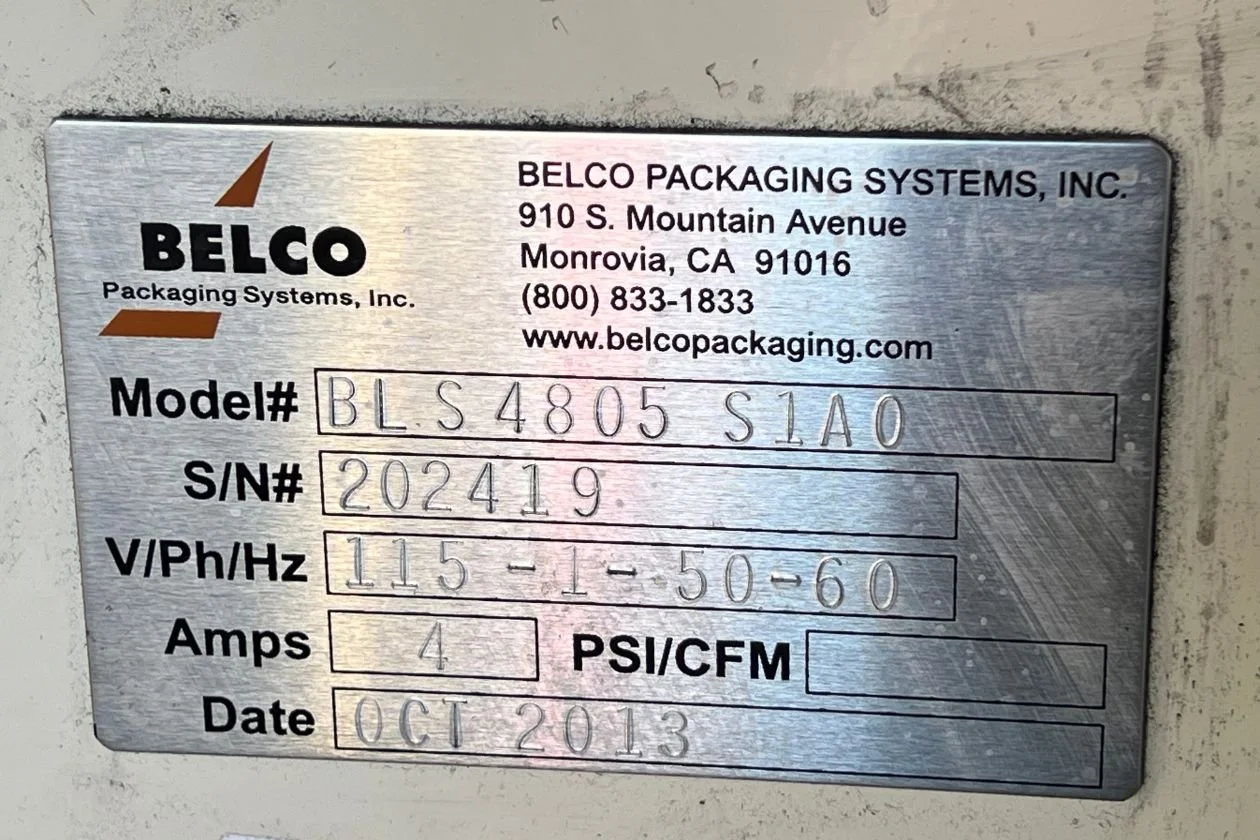 BELCO
Packaging Systems, Inc.
BELCO PACKAGING SYSTEMS, INC.
910 S. Mountain Avenue
Monrovia, CA 91016
(800) 833-1833
www.belcopackaging.com
Model# BLS4805 S1A0
S/N# 202419
V/Ph/Hz 115-1-50-60
Amps 4 PSI/CFM
Date OCT 2013